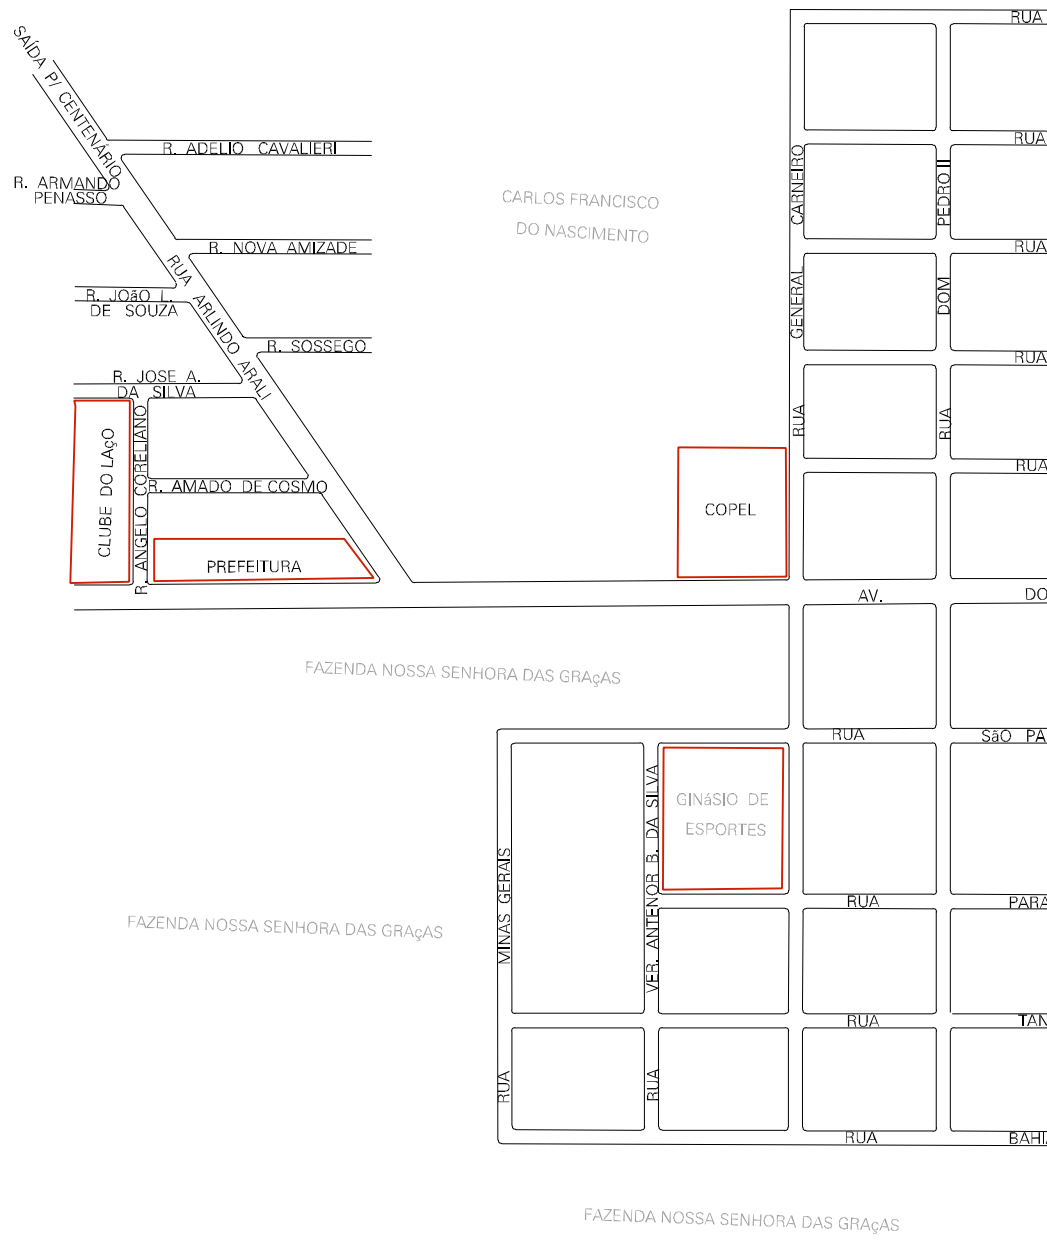 RUA
SAÍDA P/ CENTENÁRIO
RUA
R. ADELIO CAVALIERI
R. ARMANDO
PENASSO
CARLOS FRANCISCO
DO NASCIMENTO
RUA GENERAL CARNEIRO
RUA DOM PEDRO II
RUA
R. NOVA AMIZADE
RUA ARLINDO ARALI
R. JOãO L.
DE SOUZA
R. SOSSEGO
RUA
R. JOSE A.
DA SILVA
CLUBE DO LAçO
R. ANGELO CORELIANO
RUA
R. AMADO DE COSMO
COPEL
PREFEITURA
AV. DO
FAZENDA NOSSA SENHORA DAS GRAçAS
RUA SãO PA
RUA MINAS GERAIS
RUA VER. ANTENOR B. DA SILVA
GINáSIO DE
ESPORTES
RUA PARA
FAZENDA NOSSA SENHORA DAS GRAçAS
RUA TAN
RUA BAHI
FAZENDA NOSSA SENHORA DAS GRAçAS